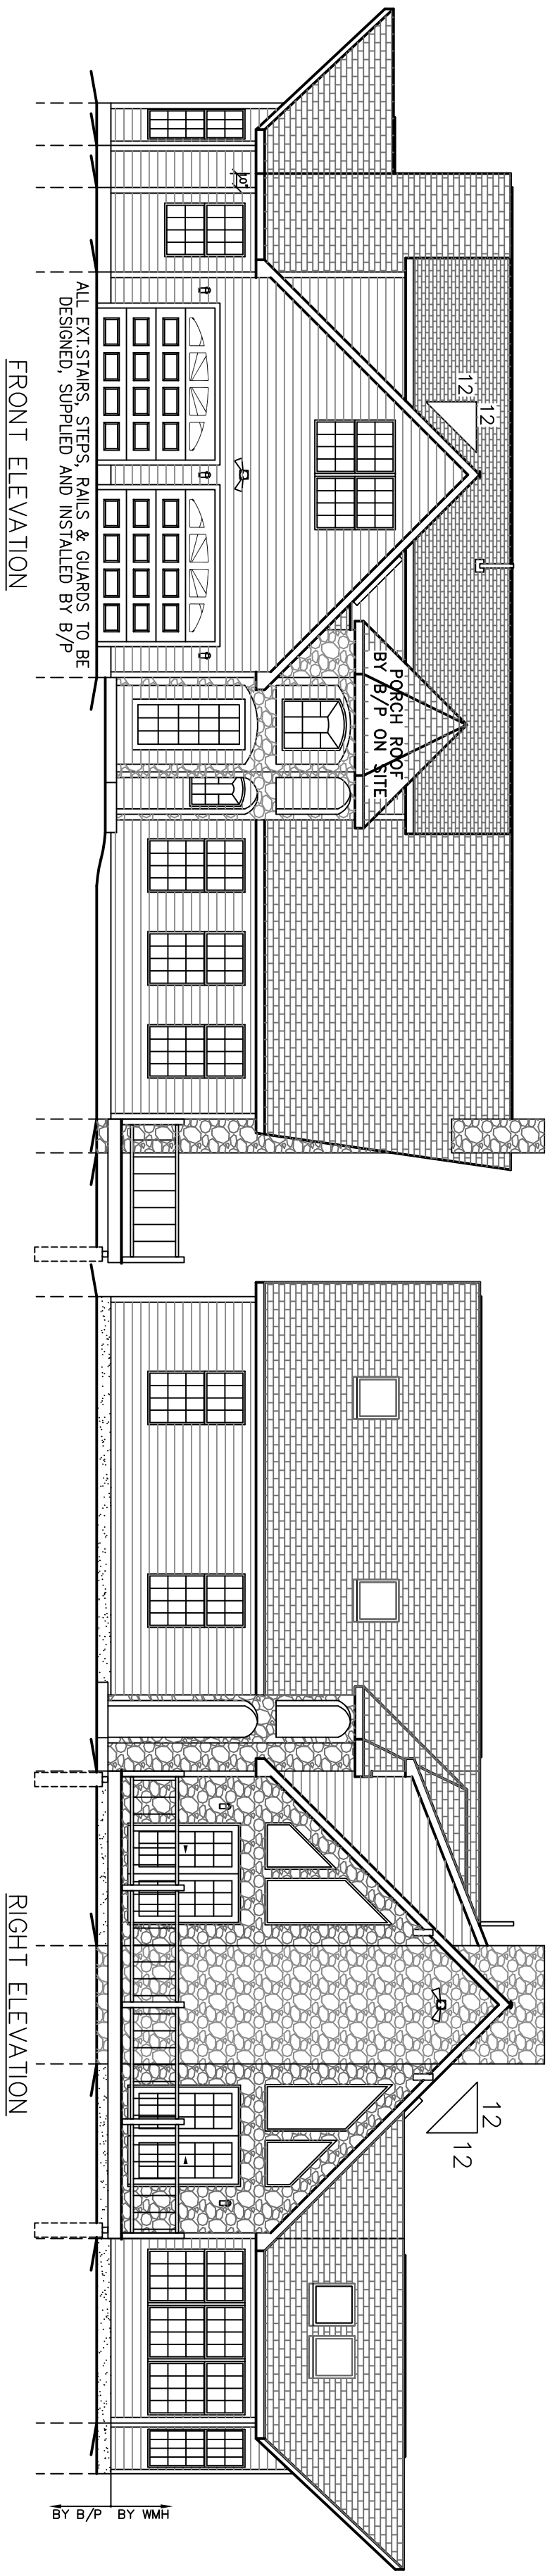 12
12
10"
PORCH ROOF
BY B/P ON SITE
ALL EXT.STAIRS, STEPS, RAILS & GUARDS TO BE
DESIGNED, SUPPLIED AND INSTALLED BY B/P
FRONT ELEVATION
12
12
BY WMH
BY B/P
RIGHT ELEVATION